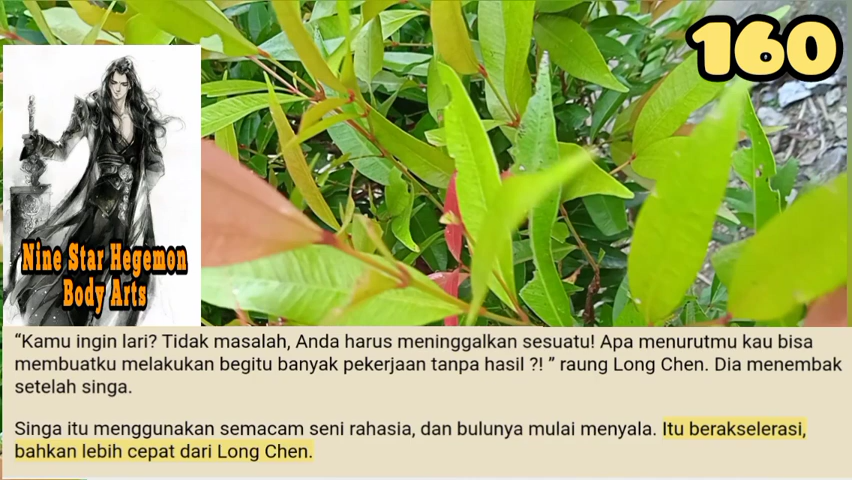 160
Nine Star Hegemon
Body Arts
“Kamu ingin lari? Tidak masalah, Anda harus meninggalkan sesuatu! Apa menurutmu kau bisa
membuatku melakukan begitu banyak pekerjaan tanpa hasil ?! ” raung Long Chen. Dia menembak
setelah singa.
Singa itu menggunakan semacam seni rahasia, dan bulunya mulai menyala. Itu berakselerasi,
bahkan lebih cepat dari Long Chen.